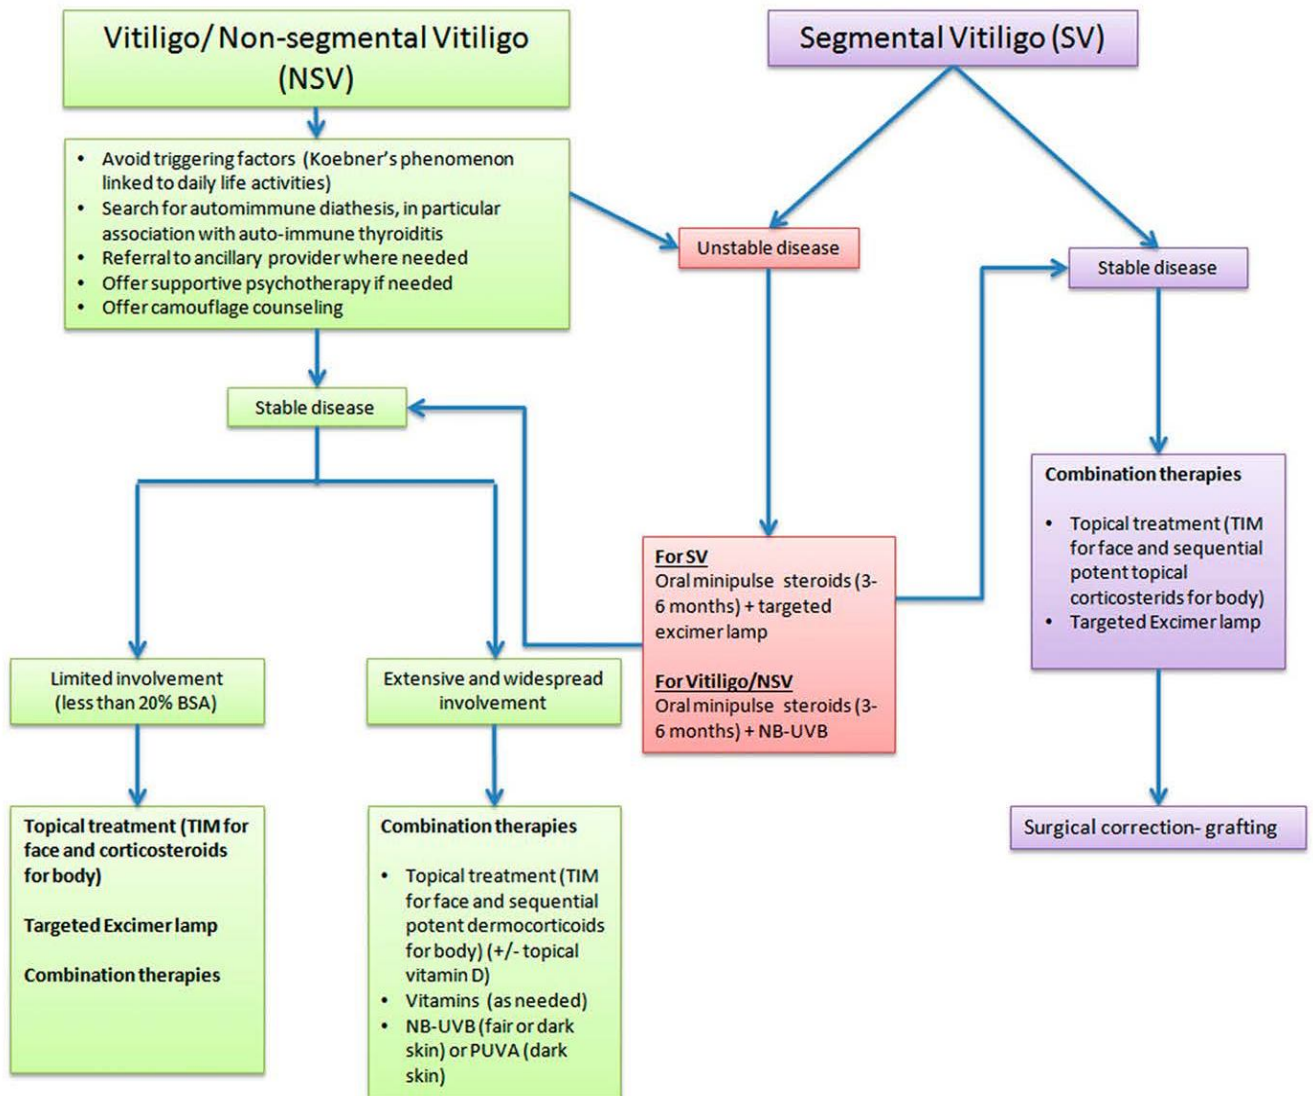 Vitiligo/ Non-segmental Vitiligo
(NSV)
Segmental Vitiligo (SV)
• Avoid triggering factors (Koebner's phenomenon
linked to daily life activities)
• Search for automimmune diathesis, in particular
association with auto-immune thyroiditis
• Referral to ancillary provider where needed
• Offer supportive psychotherapy if needed
• Offer camouflage counseling
Unstable disease
Stable disease
Stable disease
Combination therapies
• Topical treatment (TIM
for face and sequential
potent topical
corticosterids for body)
• Targeted Excimer lamp
For SV
Oral minipulse steroids (3-
6 months) + targeted
excimer lamp
For Vitiligo/NSV
Oral minipulse steroids (3-
6 months) + NB-UVB
Limited involvement
(less than 20% BSA)
Extensive and widespread
involvement
Topical treatment (TIM for
face and corticosteroids
for body)
Targeted Excimer lamp
Combination therapies
Combination therapies
• Topical treatment (TIM
for face and sequential
potent dermocorticoids
for body) (+/- topical
vitamin D)
• Vitamins (as needed)
• NB-UVB (fair or dark
skin) or PUVA (dark
skin)
Surgical correction- grafting